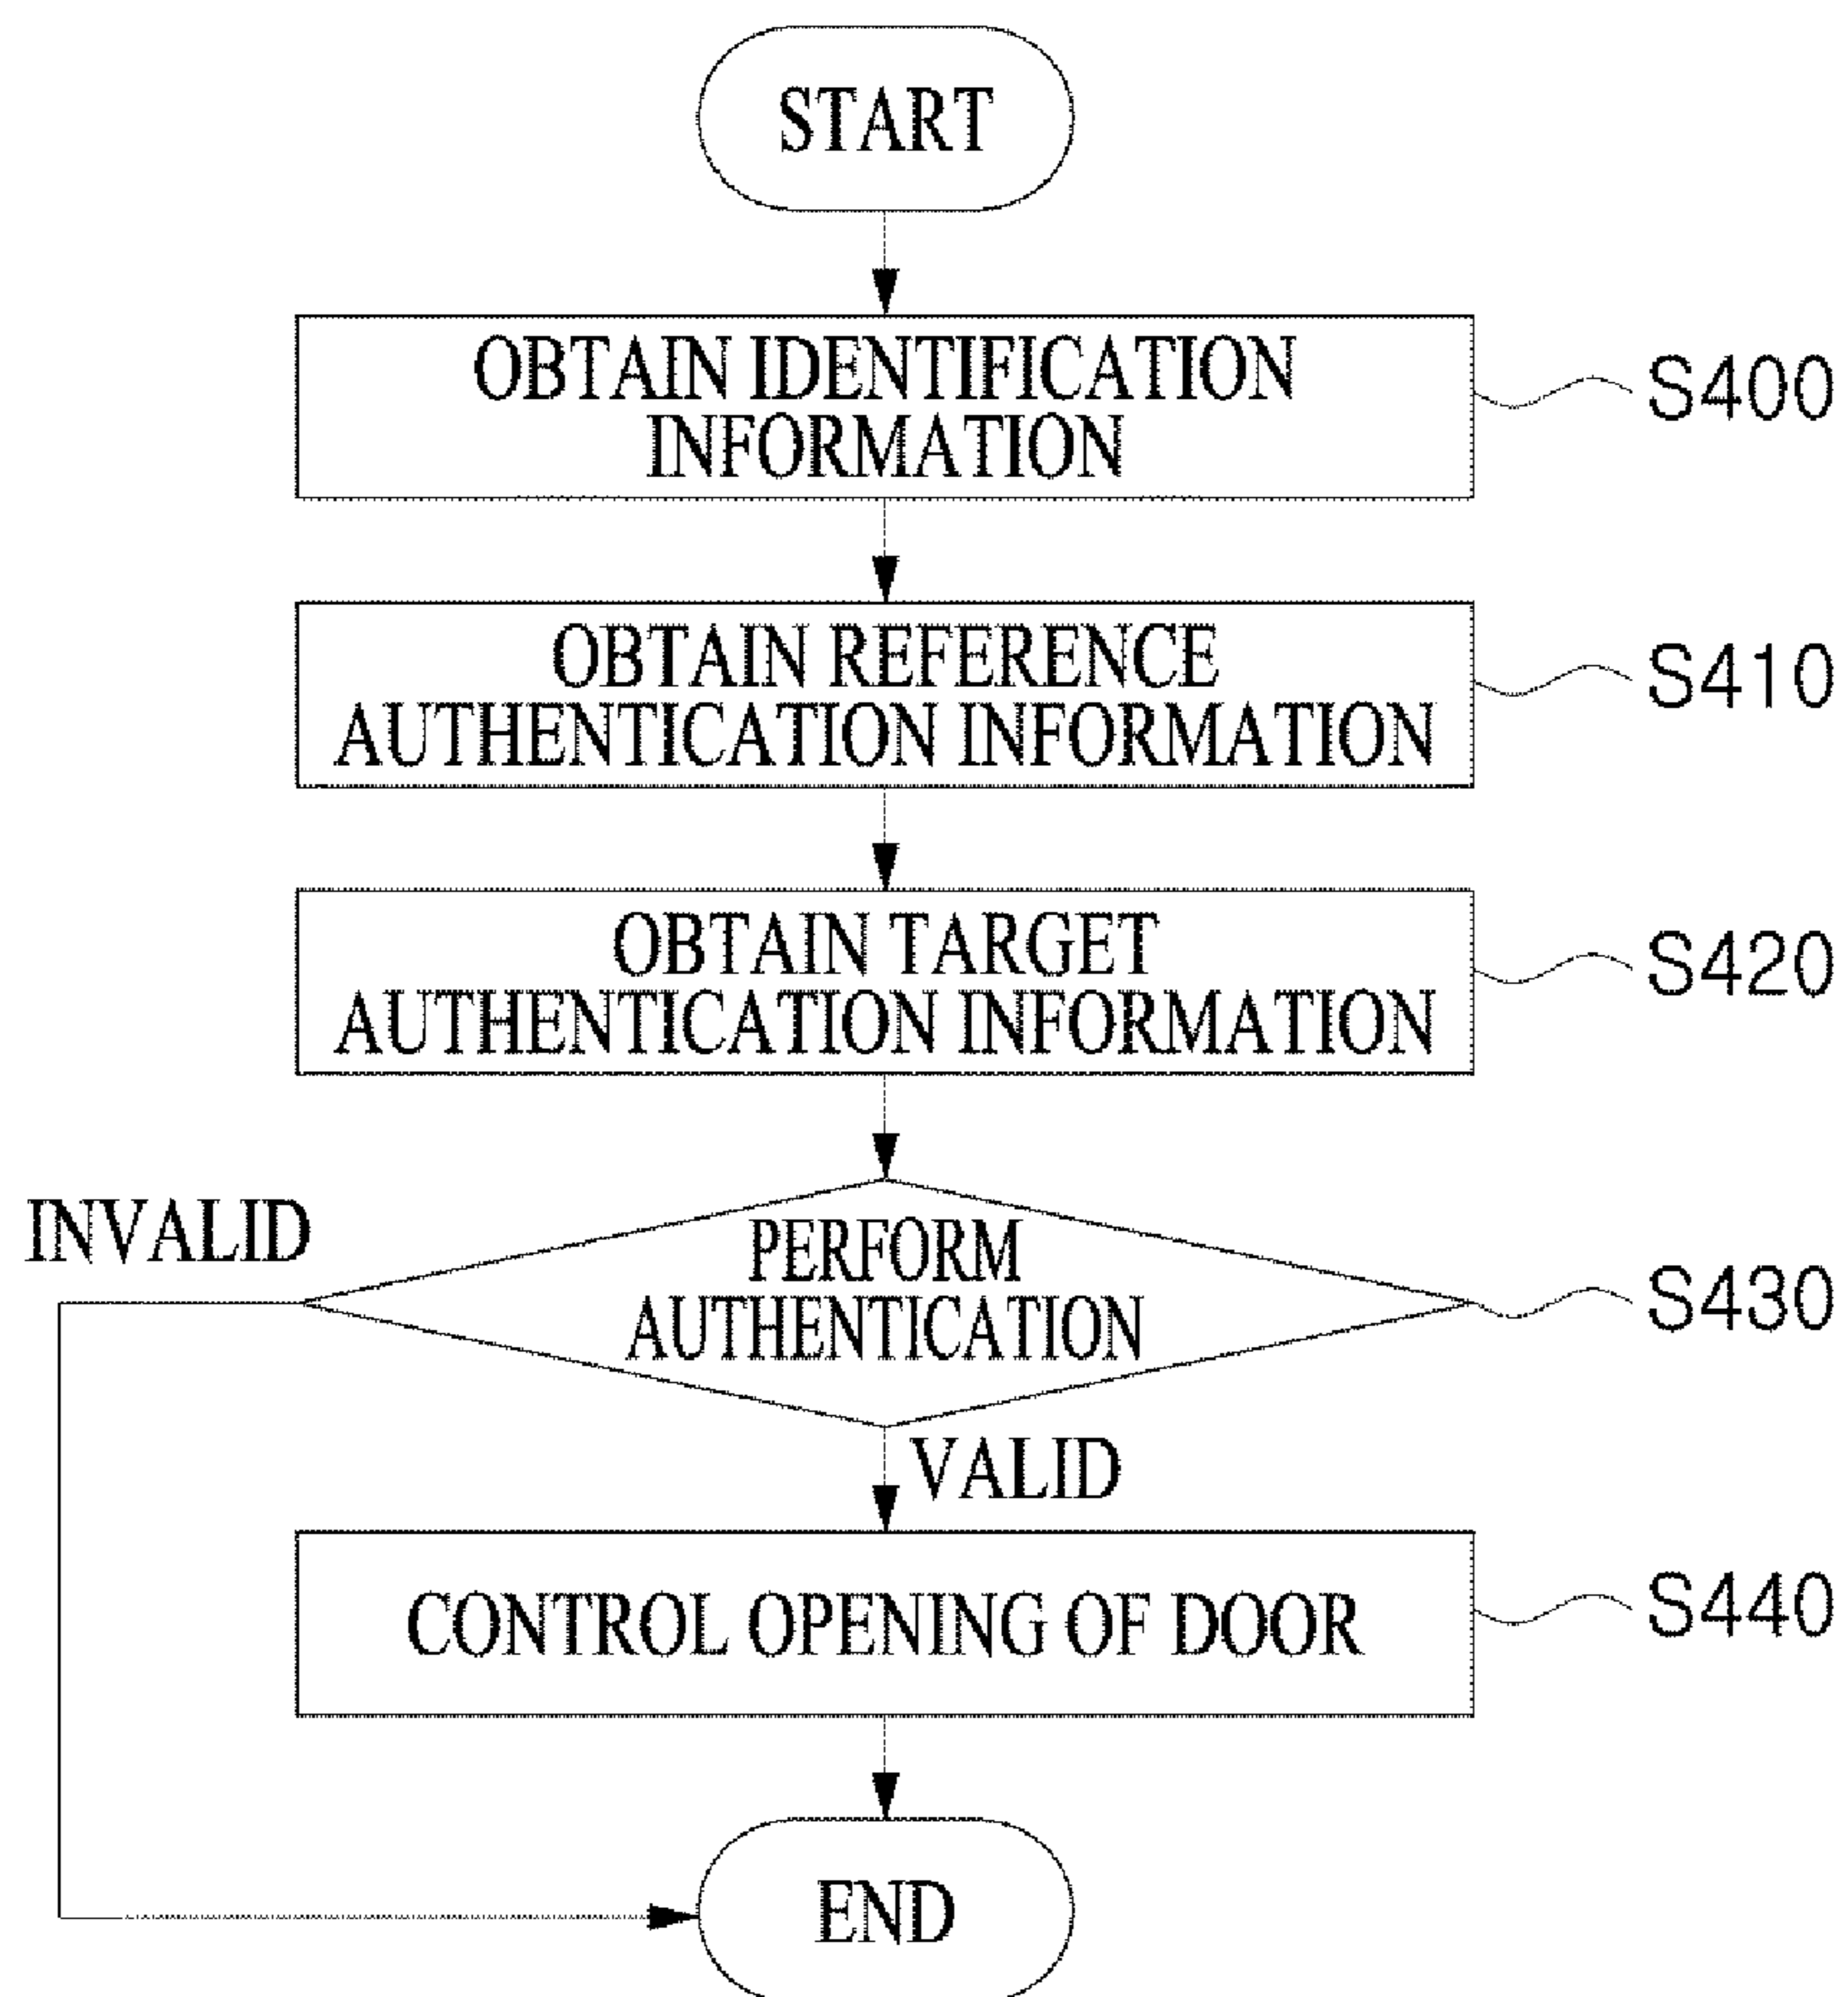 START
OBTAIN IDENTIFICATION
INFORMATION
S400
OBTAIN REFERENCE
AUTHENTICATION INFORMATION
S410
OBTAIN TARGET
AUTHENTICATION INFORMATION
S420
INVALID
PERFORM
AUTHENTICATION
S430
VALID
CONTROL OPENING OF DOOR
S440
END